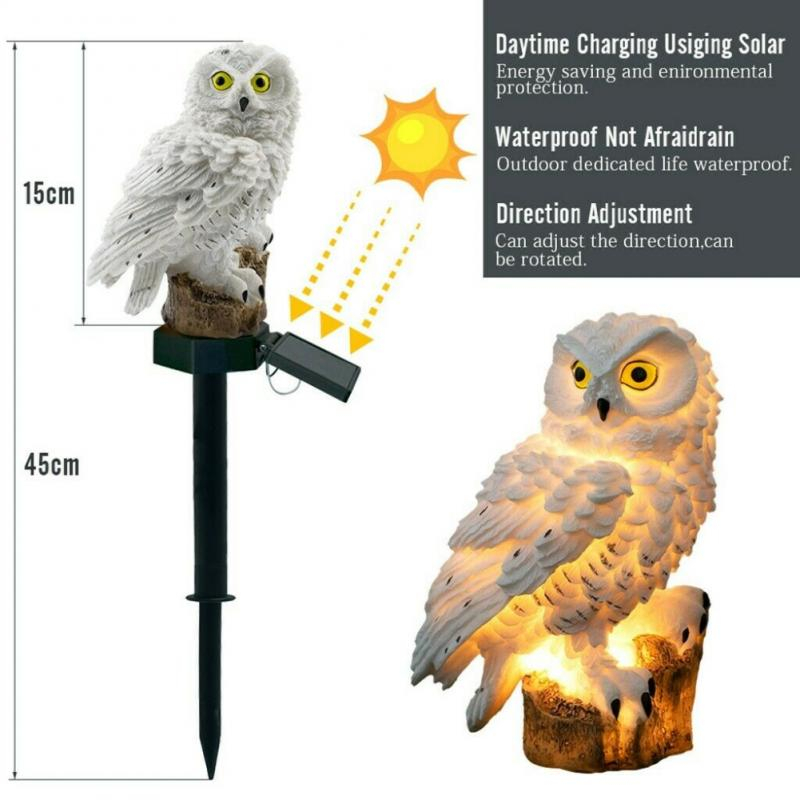 Daytime Charging Usiging Solar
Energy saving and enironmental
protection.
Waterproof Not Afraidrain
Outdoor dedicated life waterproof.
Direction Adjustment
Can adjust the direction,can
be rotated.
15cm
45cm